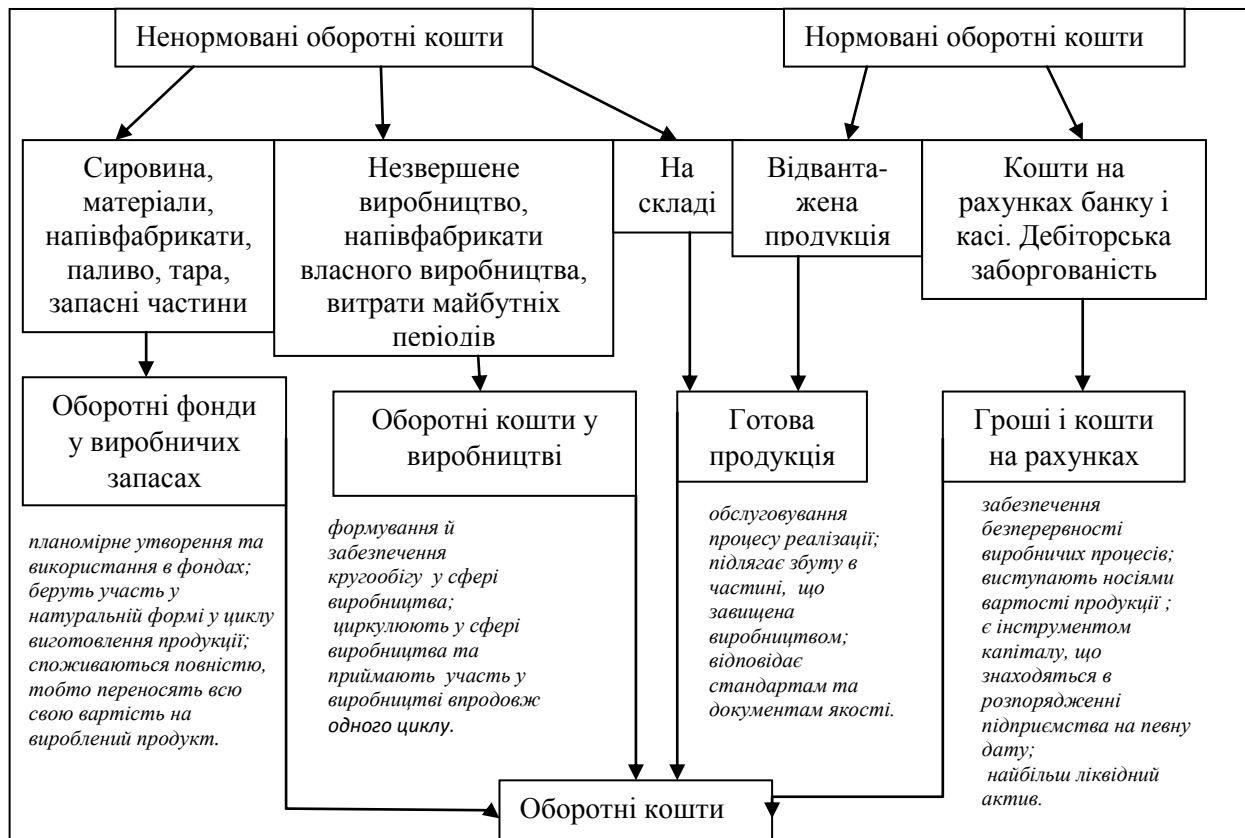 Ненормовані оборотні кошти
Нормовані оборотні кошти
Сировина,
матеріали,
напівфабрикати,
паливо, тара,
запасні частини
Незвершене
виробництво,
напівфабрикати
власного виробництва,
витрати майбутніх
періодів
На
складі
Відванта-
жена
продукція
Кошти на
рахунках банку і
касі. Дебіторська
заборгованість
Оборотні фонди
у виробничих
запасах
Оборотні кошти у
виробництві
Готова
продукція
Гроші і кошти
на рахунках
планомірне утворення та
використання в фондах;
беруть участь у
натуральній формі у циклу
виготовлення продукції;
споживаються повністю,
тобто переносять всю
свою вартість на
вироблений продукт.
формування й
забезпечення
кругообігу у сфері
виробництва;
циркулюють у сфері
виробництва та
приймають участь у
виробництві впродовж
одного циклу.
обслуговування
процесу реалізації;
підлягає збуту в
частині, що
завищена
виробництвом;
відповідає
стандартам та
документам якості.
забезпечення
безперервності
виробничих процесів;
виступають носіями
вартості продукції ;
є інструментом
капіталу, що
знаходяться в
розпорядженні
підприємства на певну
дату;
найбільш ліквідний
актив.
Оборотні кошти